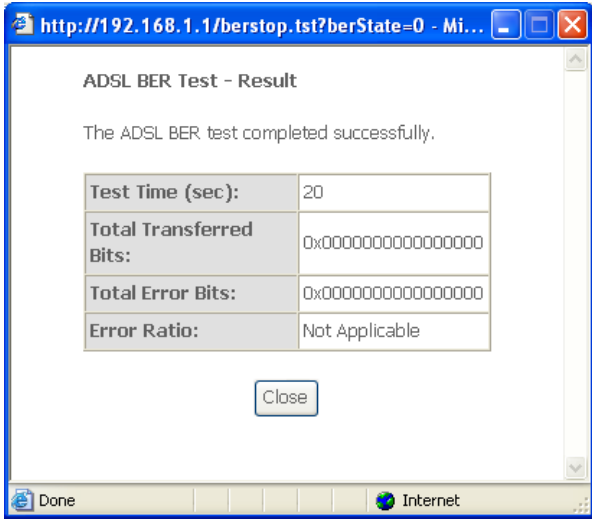 http://192.168.1.1/berstop.tst?berState=0 - Mi...
ADSL BER Test - Result
The ADSL BER test completed successfully.
Test Time (sec): 20
Total Transferred
Bits: 0x0000000000000000
Total Error Bits: 0x0000000000000000
Error Ratio: Not Applicable
Close
Done Internet